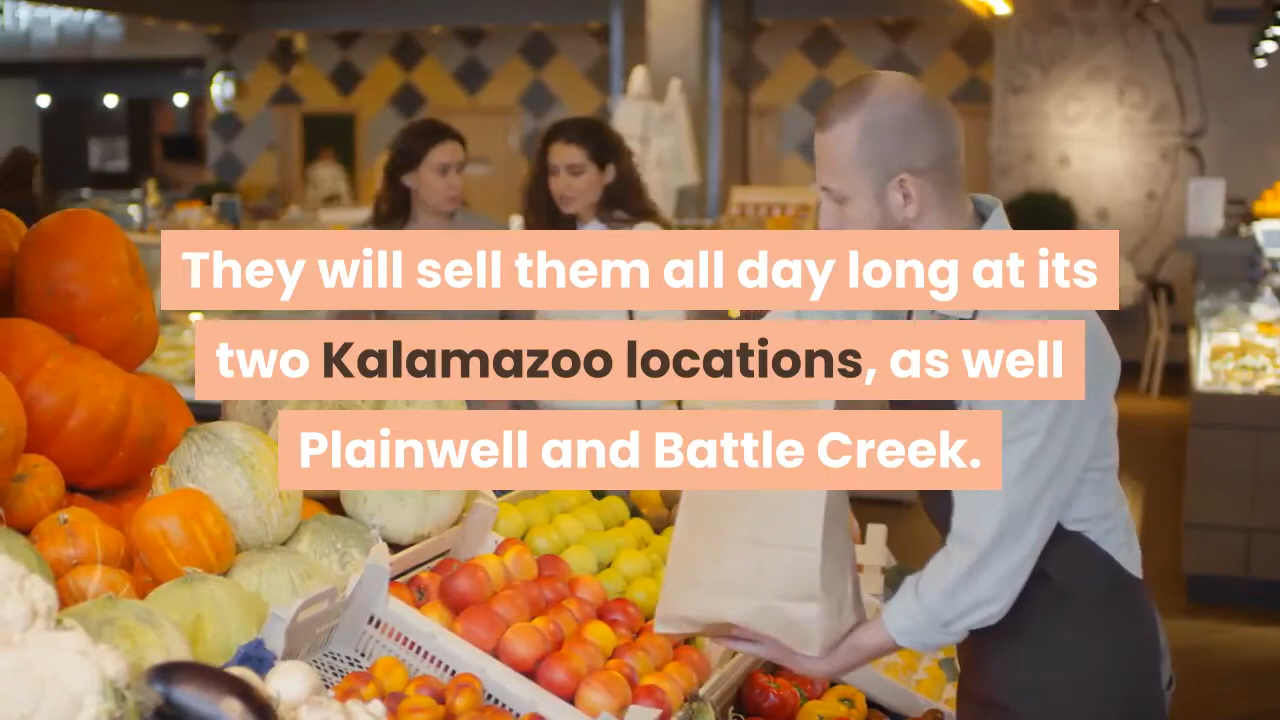 They will sell them all day long at its
two Kalamazoo locations, as well
Plainwell and Battle Creek.